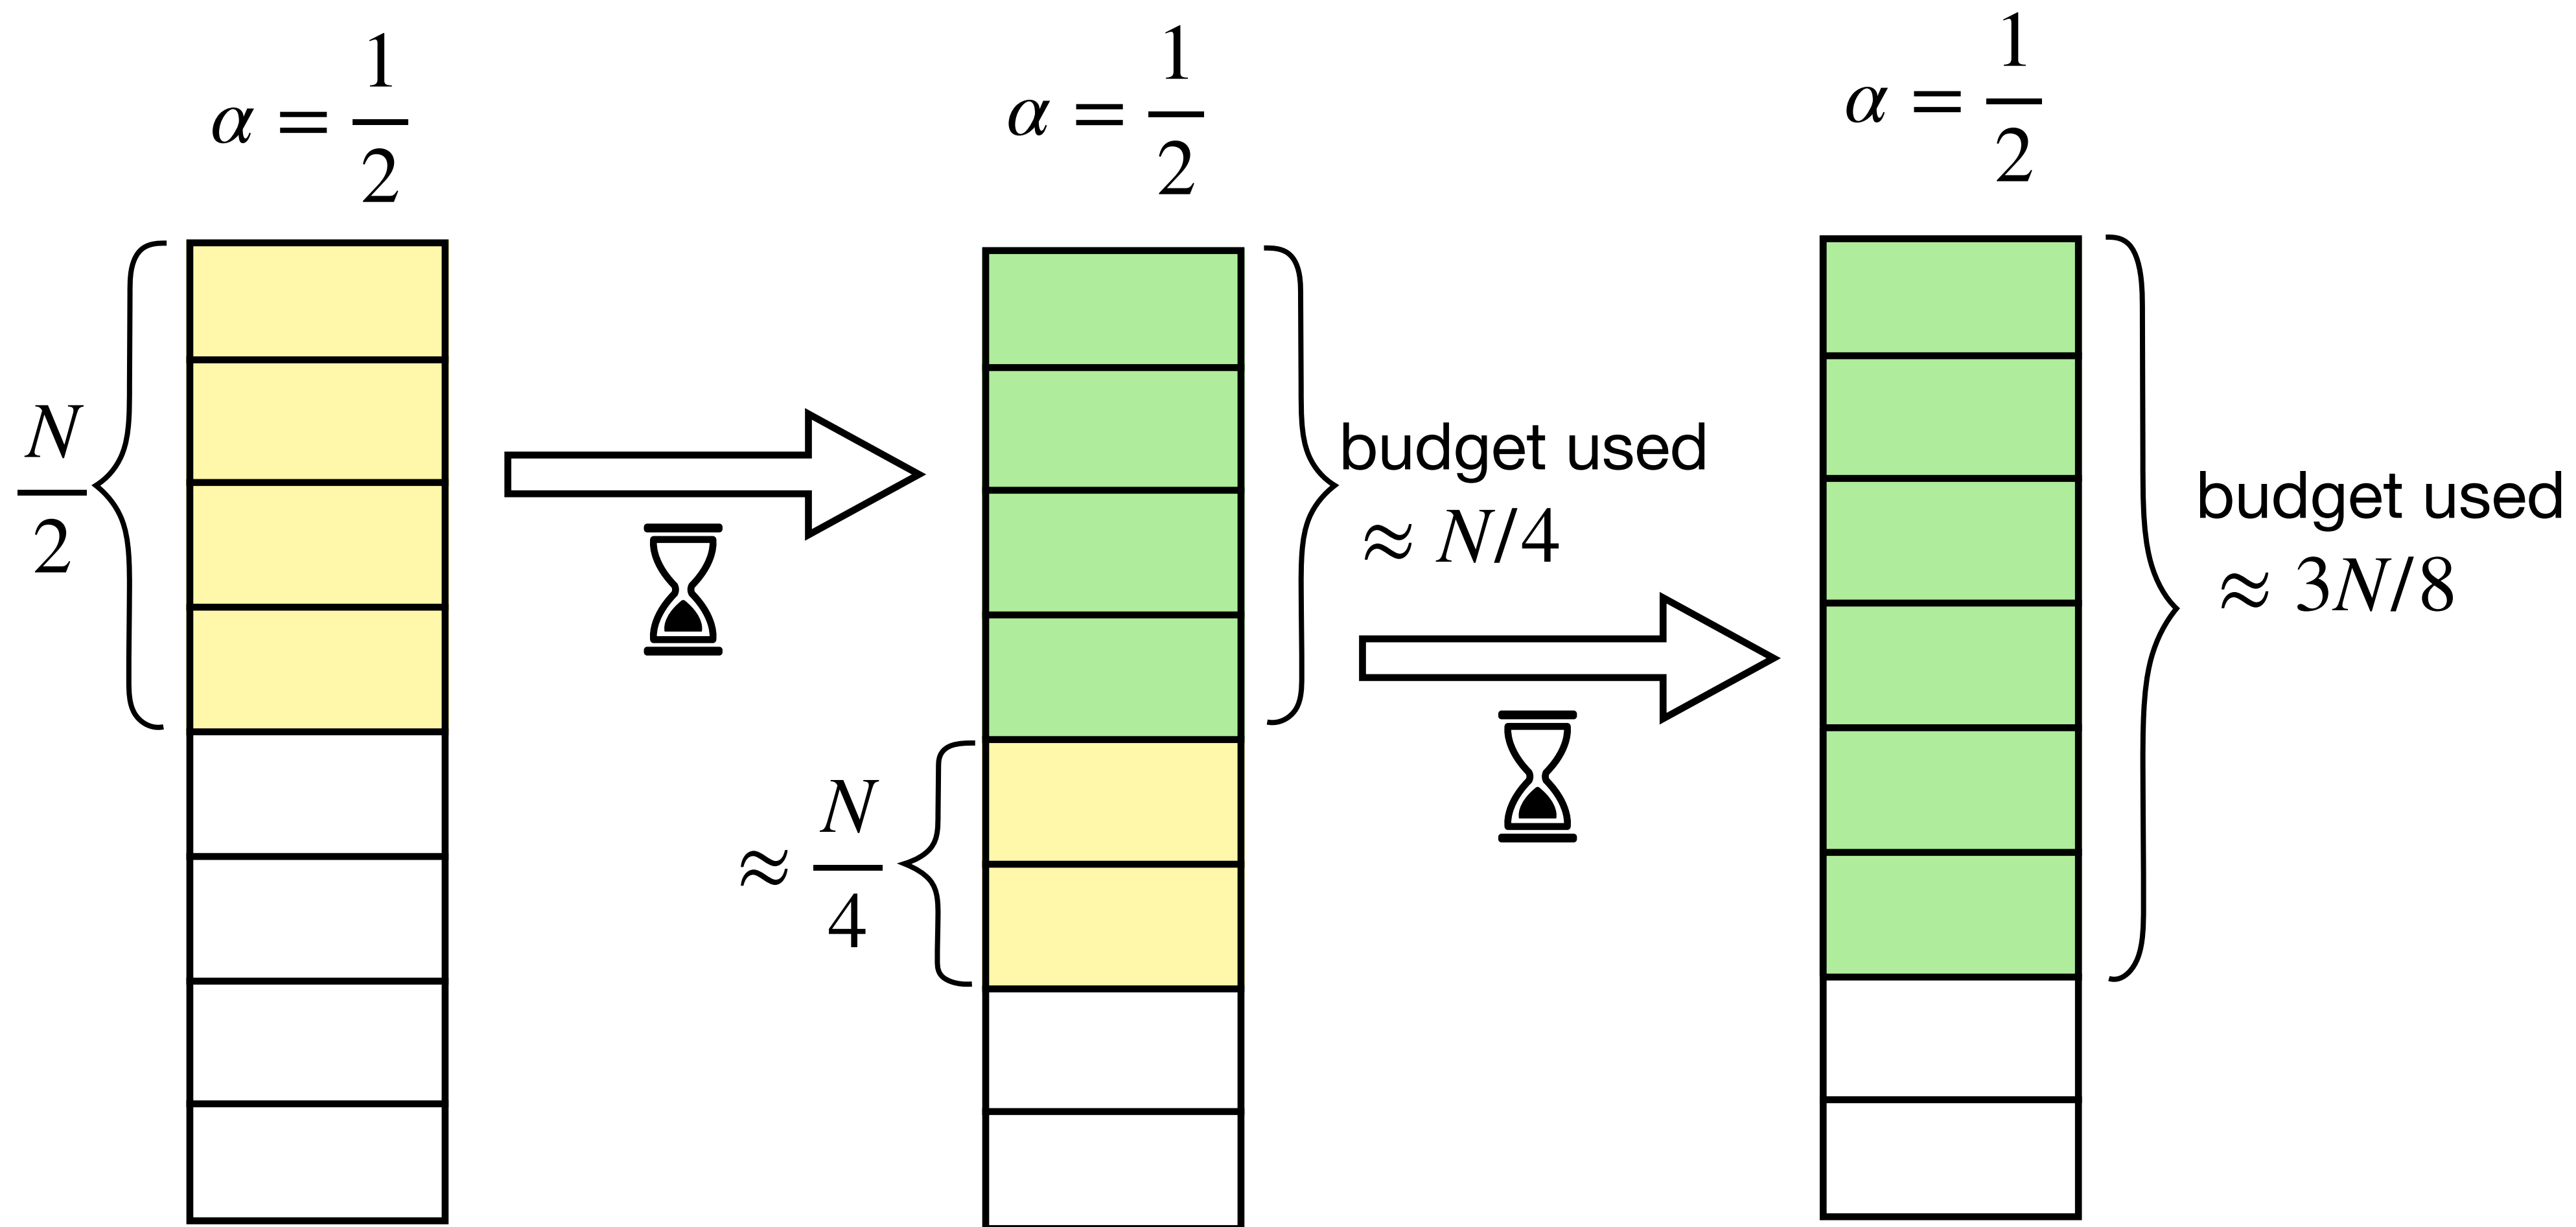 α = 1/2
α = 1/2
α = 1/2
N/2
budget used
≈ N/4
budget used
≈ 3N/8
≈ N/4